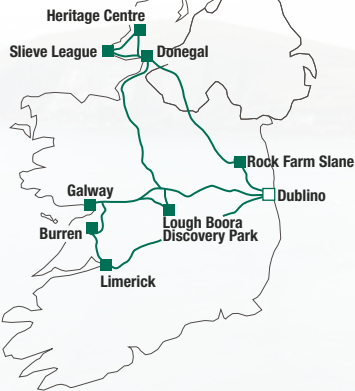 Heritage Centre
Slieve League
Donegal
Rock Farm Slane
Galway
Dublino
Lough Boora
Discovery Park
Burren
Limerick